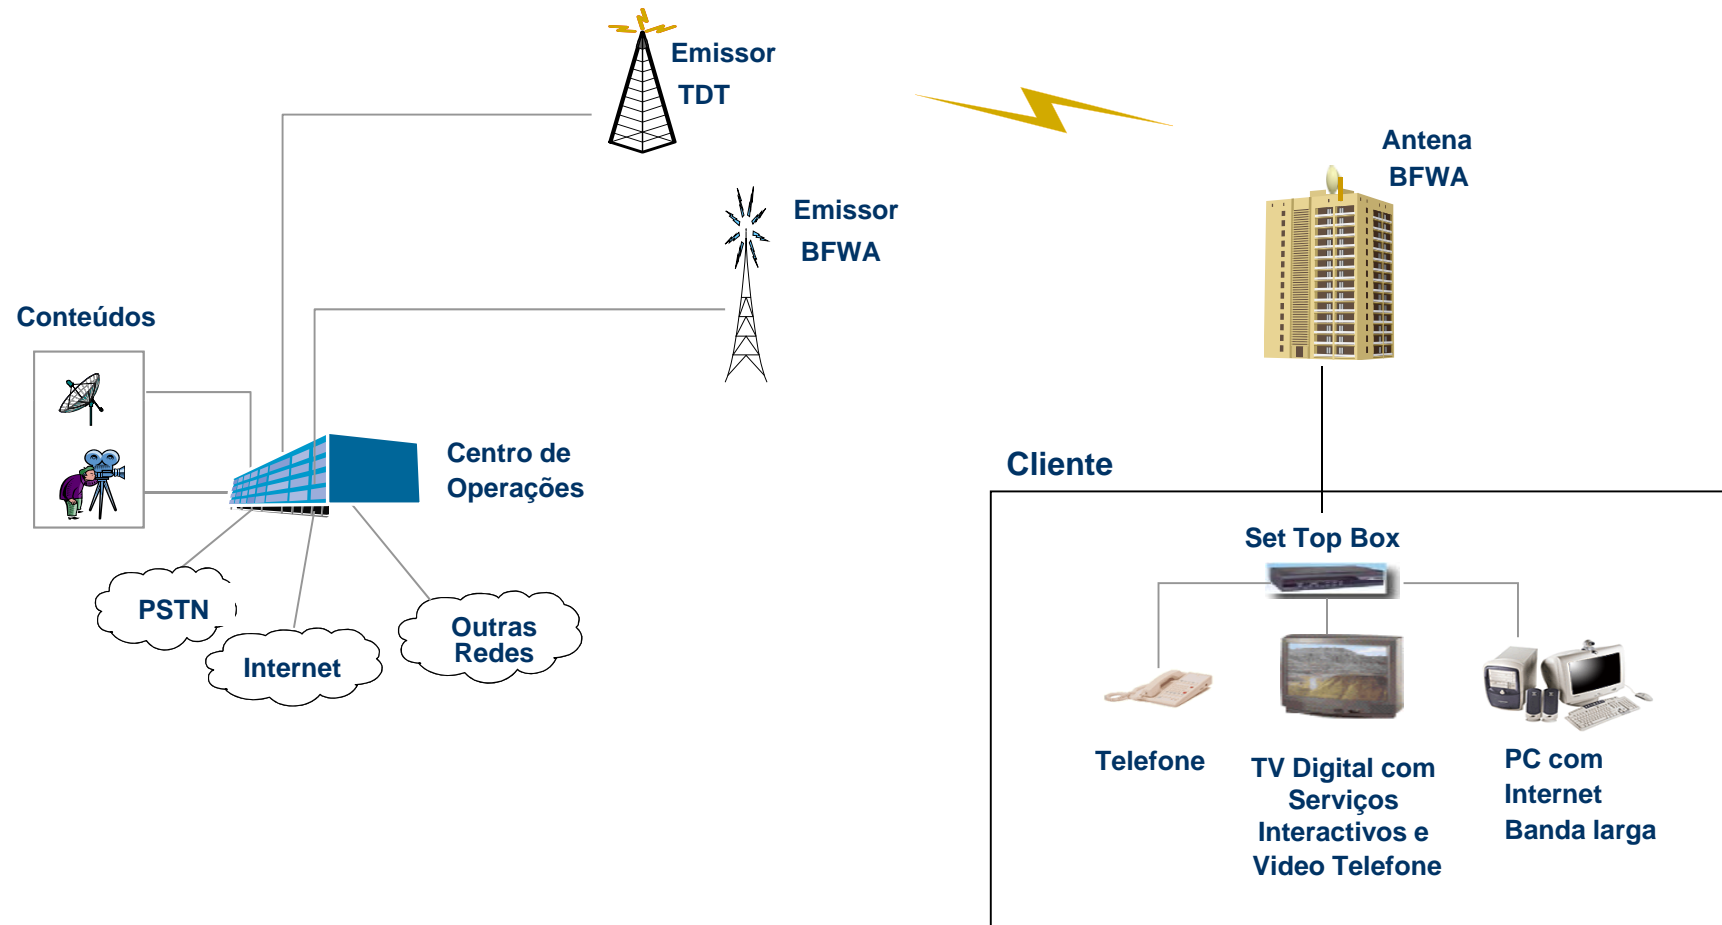 Emissor
TDT
Antena
BFWA
Emissor
BFWA
Conteúdos
Centro de
Operações
Cliente
Set Top Box
PSTN
Internet
Outras
Redes
Telefone
TV Digital com
Serviços
Interactivos e
Video Telefone
PC com
Internet
Banda larga